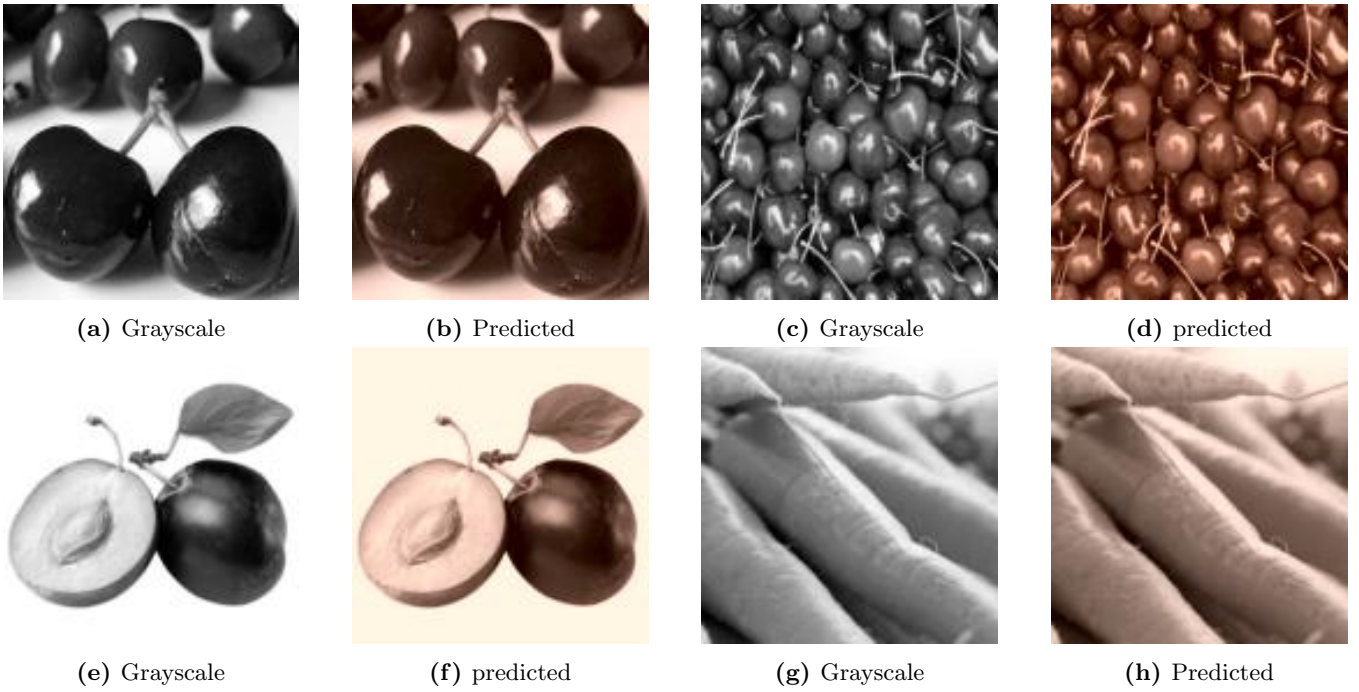 (a) Grayscale
(b) Predicted
(c) Grayscale
(d) predicted
(e) Grayscale
(f) predicted
(g) Grayscale
(h) Predicted